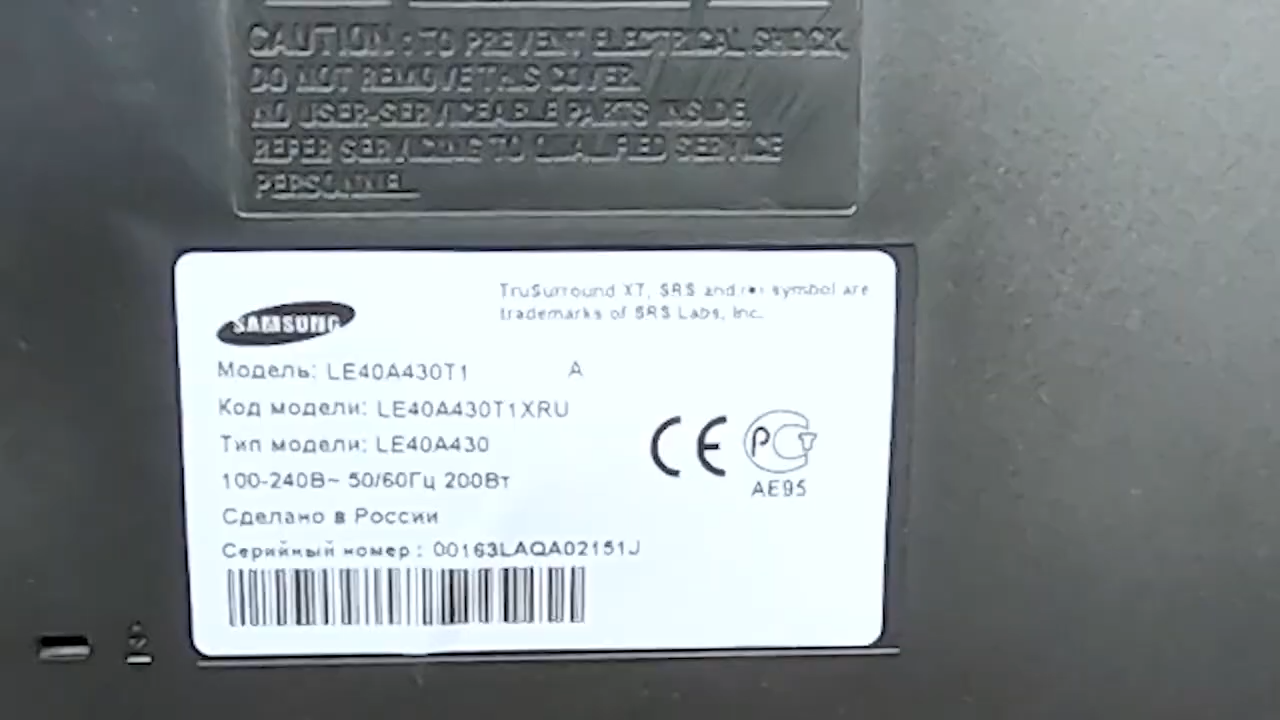 CAUTION : TO PREVENT ELECTRICAL SHOCK,
DO NOT REMOVE THIS COVER.
NO USER-SERVICEABLE PARTS INSIDE.
REFER SERVICING TO QUALIFIED SERVICE
PERSONNEL.
TruSurround XT, SRS and symbol are
trademarks of SRS Labs, Inc.
SAMSUNG
Модель: LE40A430T1 A
Код модели: LE40A430T1XRU
Тип модели: LE40A430
100-240В~ 50/60Гц 200Вт
Сделано в России
Серийный номер : 00163LAQA02151J
CE
РСТ
AE95